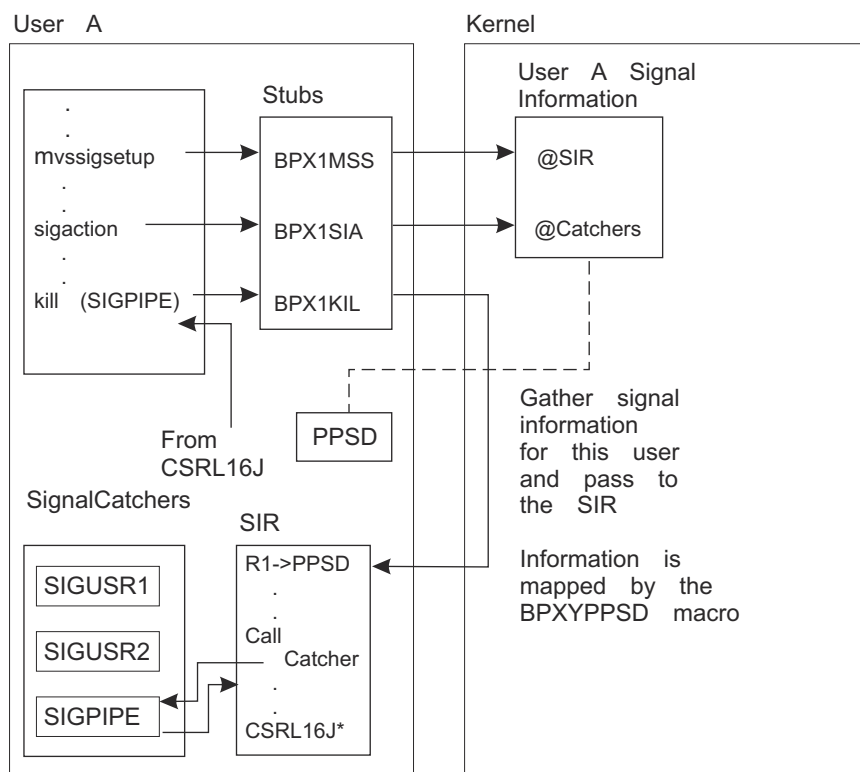 User A
Kernel
User A Signal
Information
Stubs
.
.
mvssigsetup
.
.
sigaction
.
.
kill (SIGPIPE)
BPX1MSS
BPX1SIA
BPX1KIL
@SIR
@Catchers
From
CSRL16J
PPSD
Gather signal
information
for this user
and pass to
the SIR
Information is
mapped by the
BPXYPPSD macro
SignalCatchers
SIGUSR1
SIGUSR2
SIGPIPE
SIR
R1->PPSD
.
.
Call
Catcher
.
.
CSRL16J*